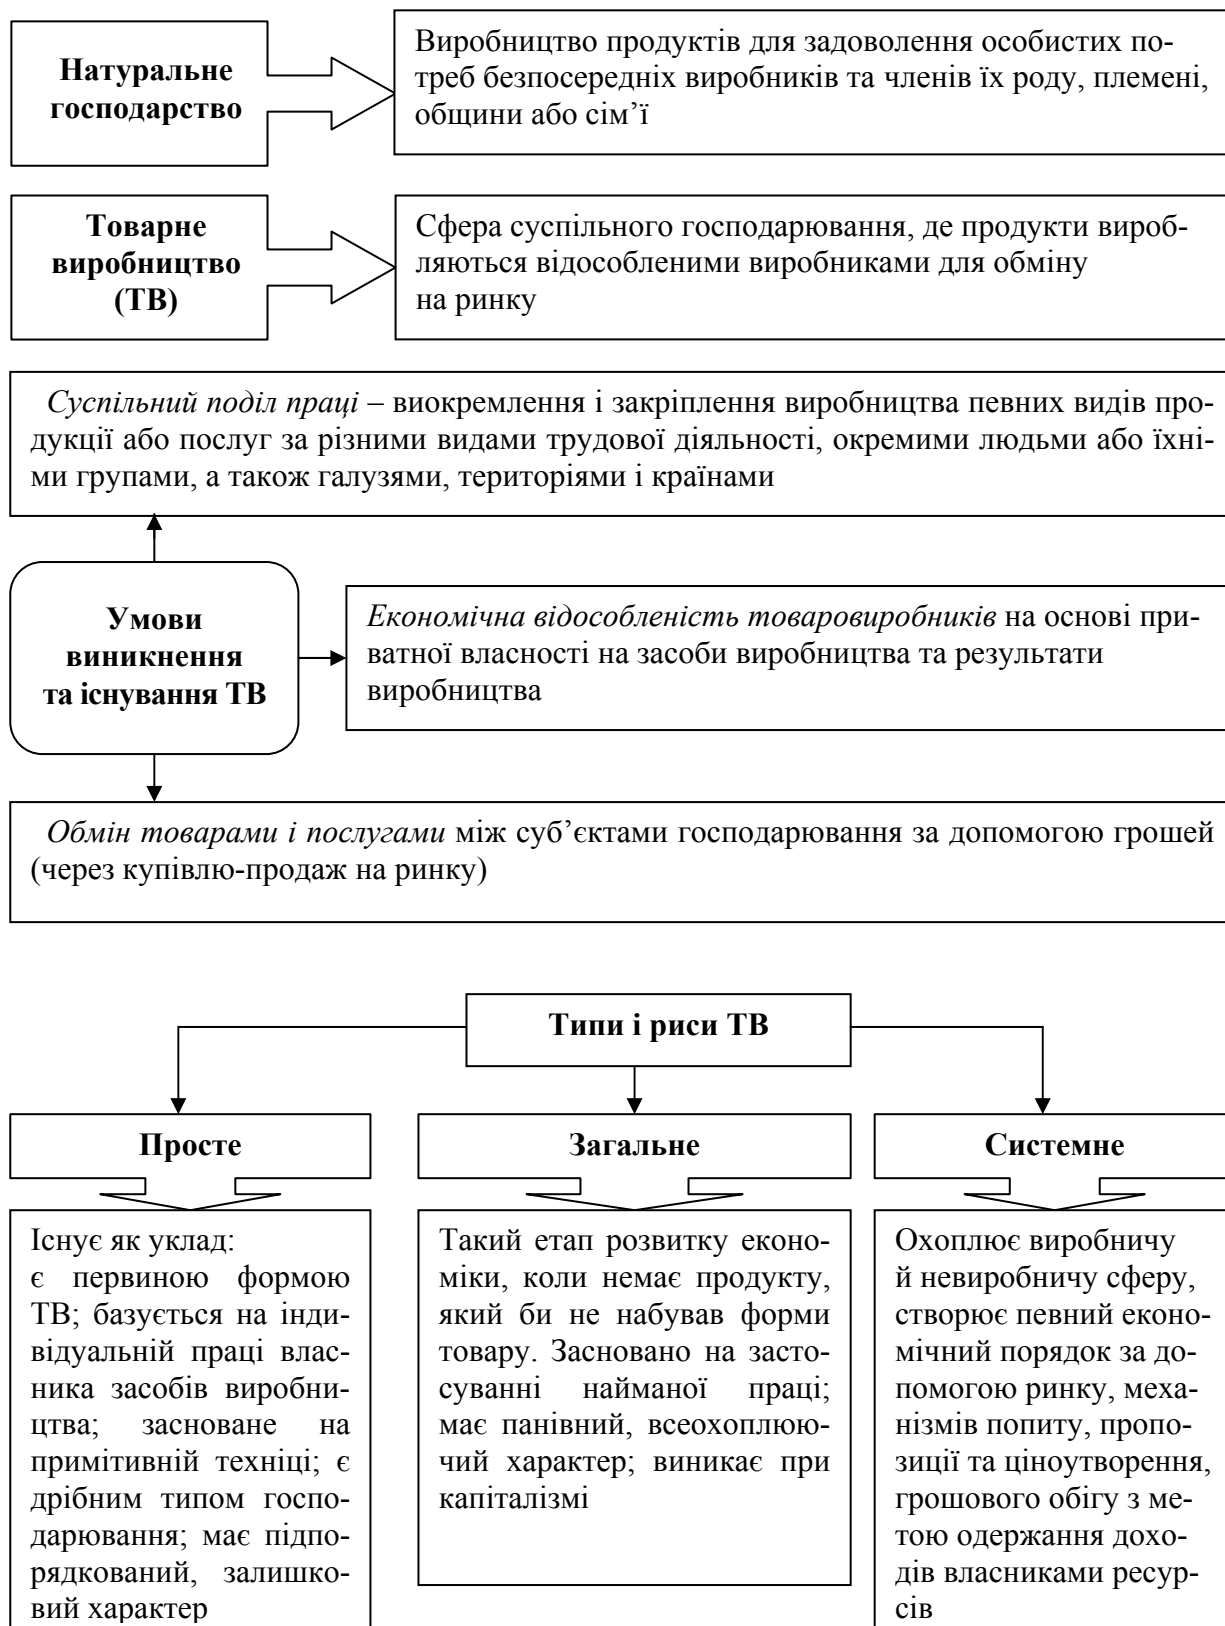 Натуральне
господарство
Виробництво продуктів для задоволення особистих по-
треб безпосередніх виробників та членів їх роду, племені,
общини або сім’ї
Товарне
виробництво
(ТВ)
Сфера суспільного господарювання, де продукти вироб-
ляються відособленими виробниками для обміну
на ринку
Суспільний поділ праці – виокремлення і закріплення виробництва певних видів про-
дукції або послуг за різними видами трудової діяльності, окремими людьми або їхні-
ми групами, а також галузями, територіями і країнами
Умови
виникнення
та існування ТВ
Економічна відособленість товаровиробників на основі при-
ватної власності на засоби виробництва та результати
виробництва
Обмін товарами і послугами між суб’єктами господарювання за допомогою грошей
(через купівлю-продаж на ринку)
Типи і риси ТВ
Просте
Існує як уклад:
є первиною формою
ТВ; базується на інди-
відуальній праці влас-
ника засобів виробни-
цтва; засноване на
примітивній техніці; є
дрібним типом госпо-
дарювання; має підпо-
рядкований, залишко-
вий характер
Загальне
Такий етап розвитку еконо-
міки, коли немає продукту,
який би не набував форми
товару. Засновано на засто-
суванні найманої праці;
має панівний, всеохоплюю-
чий характер; виникає при
капіталізмі
Системне
Охоплює виробничу
й невиробничу сферу,
створює певний еконо-
мічний порядок за до-
помогою ринку, меха-
нізмів попиту, пропо-
зиції та ціноутворення,
грошового обігу з ме-
тою одержання дохо-
дів власниками ресур-
сів